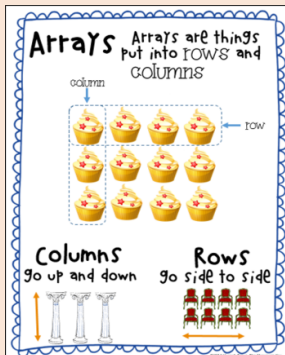 Arrays Arrays are things
put into rows and
columns
column
row
Columns
go up and down
Rows
go side to side